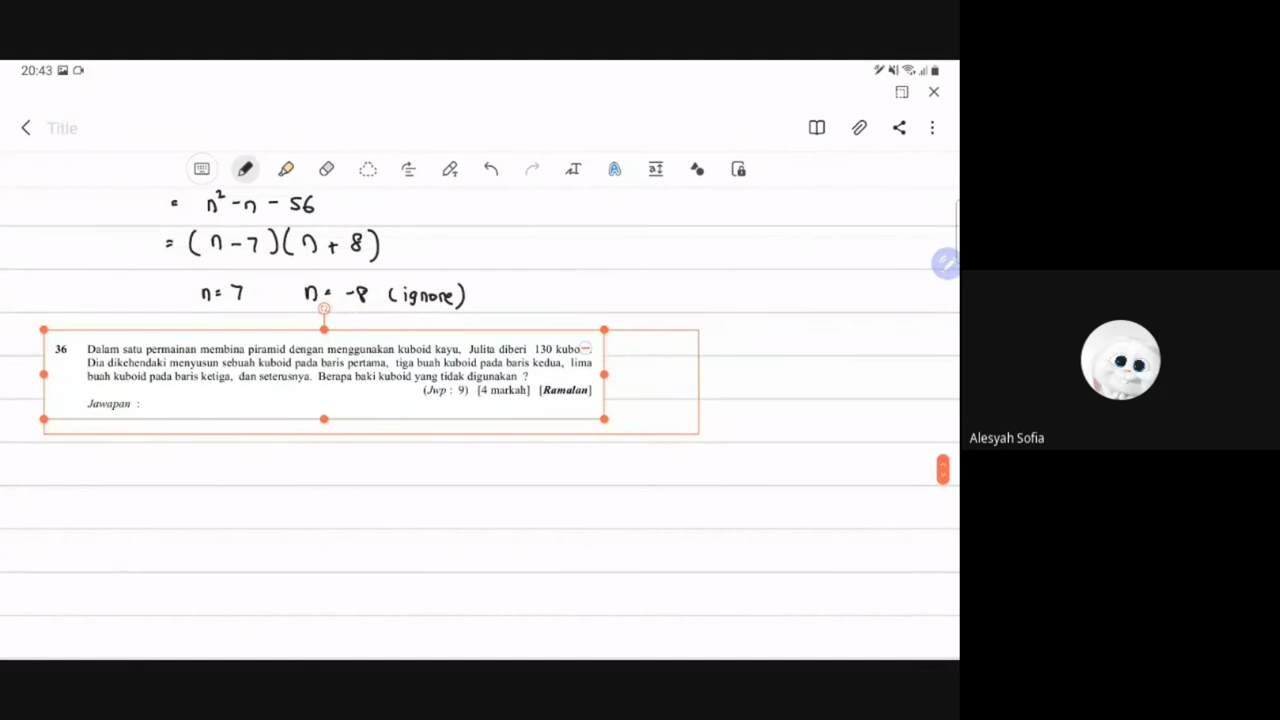 20:43
Title
= n² - n - 56
= (n - 7)(n + 8)
n = 7 n = -8 (ignore)
36 Dalam satu permainan membina piramid dengan menggunakan kuboid kayu, Julita diberi 130
Dia dikehendaki menyusun sebuah kuboid pada baris pertama, tiga buah kuboid pada baris kedua, lima
buah kuboid pada baris ketiga, dan seterusnya. Berapa baki kuboid yang tidak digunakan ?
(Jwp : 9) [4 markah] [Ramalan]
Jawapan :
Alesyah Sofia